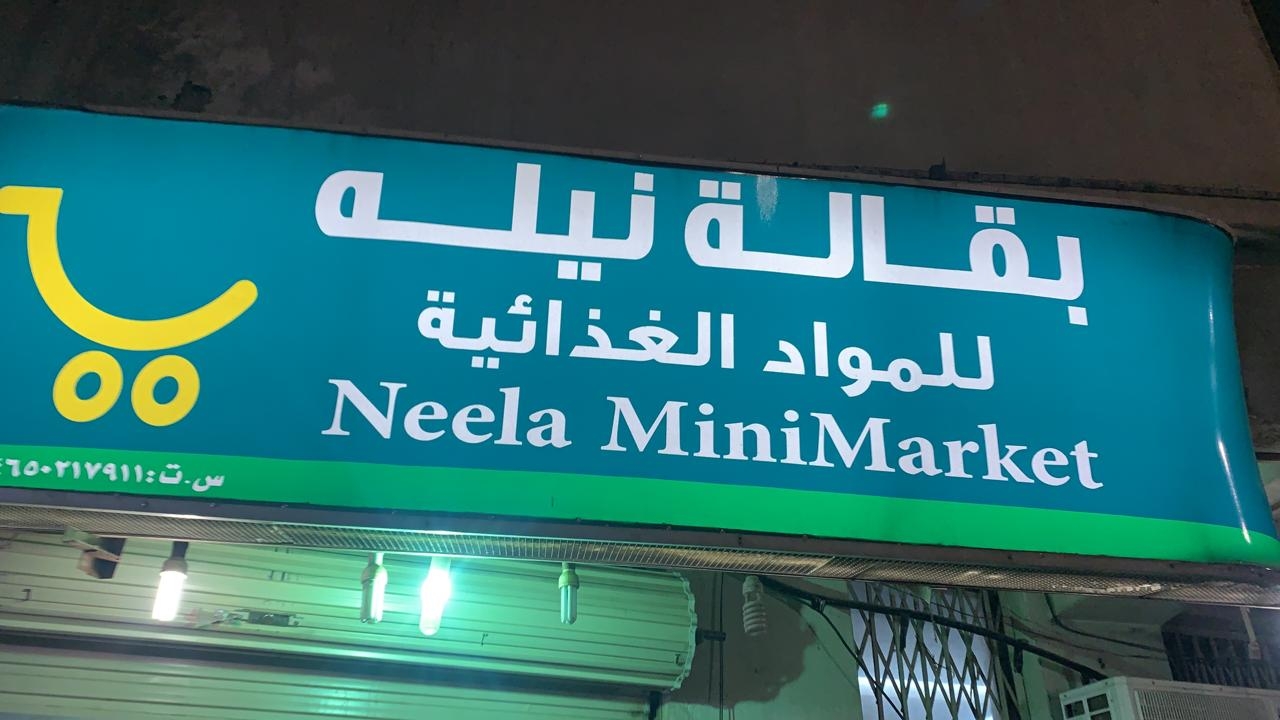 بقالة نيله
للمواد الغذائية
Neela MiniMarket
س.ت:٤٦٥٠٢١٧٩١١